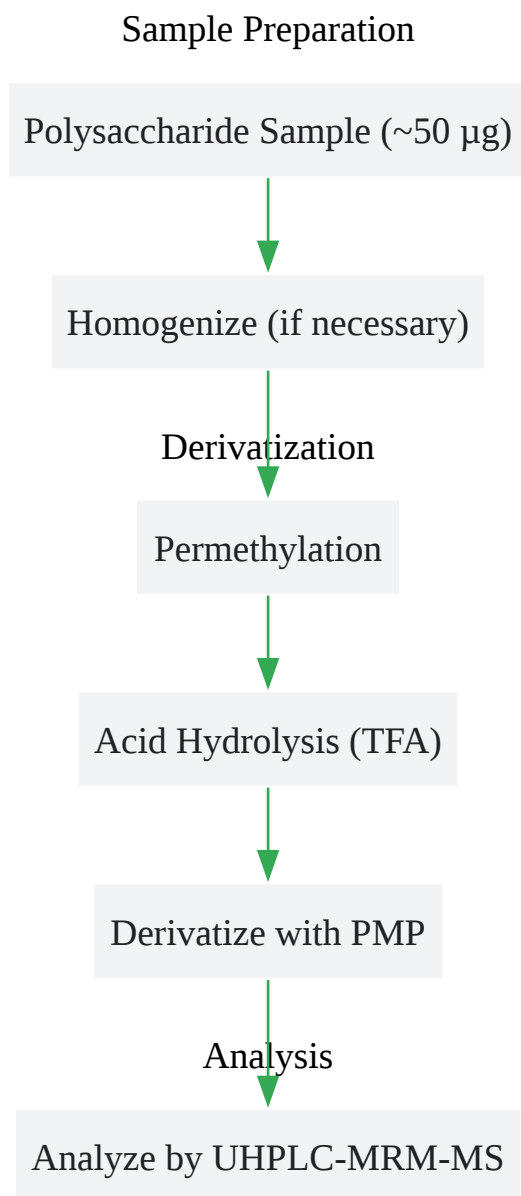 Sample Preparation
Polysaccharide Sample (~50 µg)
Homogenize (if necessary)
Derivatization
Permethylation
Acid Hydrolysis (TFA)
Derivatize with PMP
Analysis
Analyze by UHPLC-MRM-MS